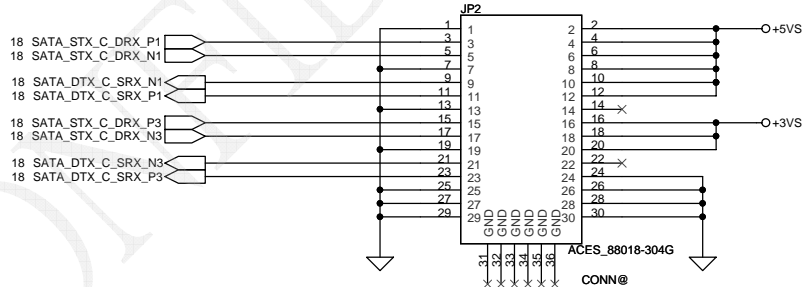 JP2
1 1 2 2 +5VS
18 SATA_STX_C_DRX_P1 3 3 4 4
18 SATA_STX_C_DRX_N1 5 5 6 6
7 7 8 8
18 SATA_DTX_C_SRX_N1 9 9 10 10
18 SATA_DTX_C_SRX_P1 11 11 12 12
13 13 14 14
18 SATA_STX_C_DRX_P3 15 15 16 16 +3VS
18 SATA_STX_C_DRX_N3 17 17 18 18
19 19 20 20
18 SATA_DTX_C_SRX_N3 21 21 22 22
18 SATA_DTX_C_SRX_P3 23 23 24 24
25 25 26 26
27 27 28 28
29 29 30 30
GND GND GND GND GND GND
31 32 33 34 35 36
ACES_88018-304G
CONN@